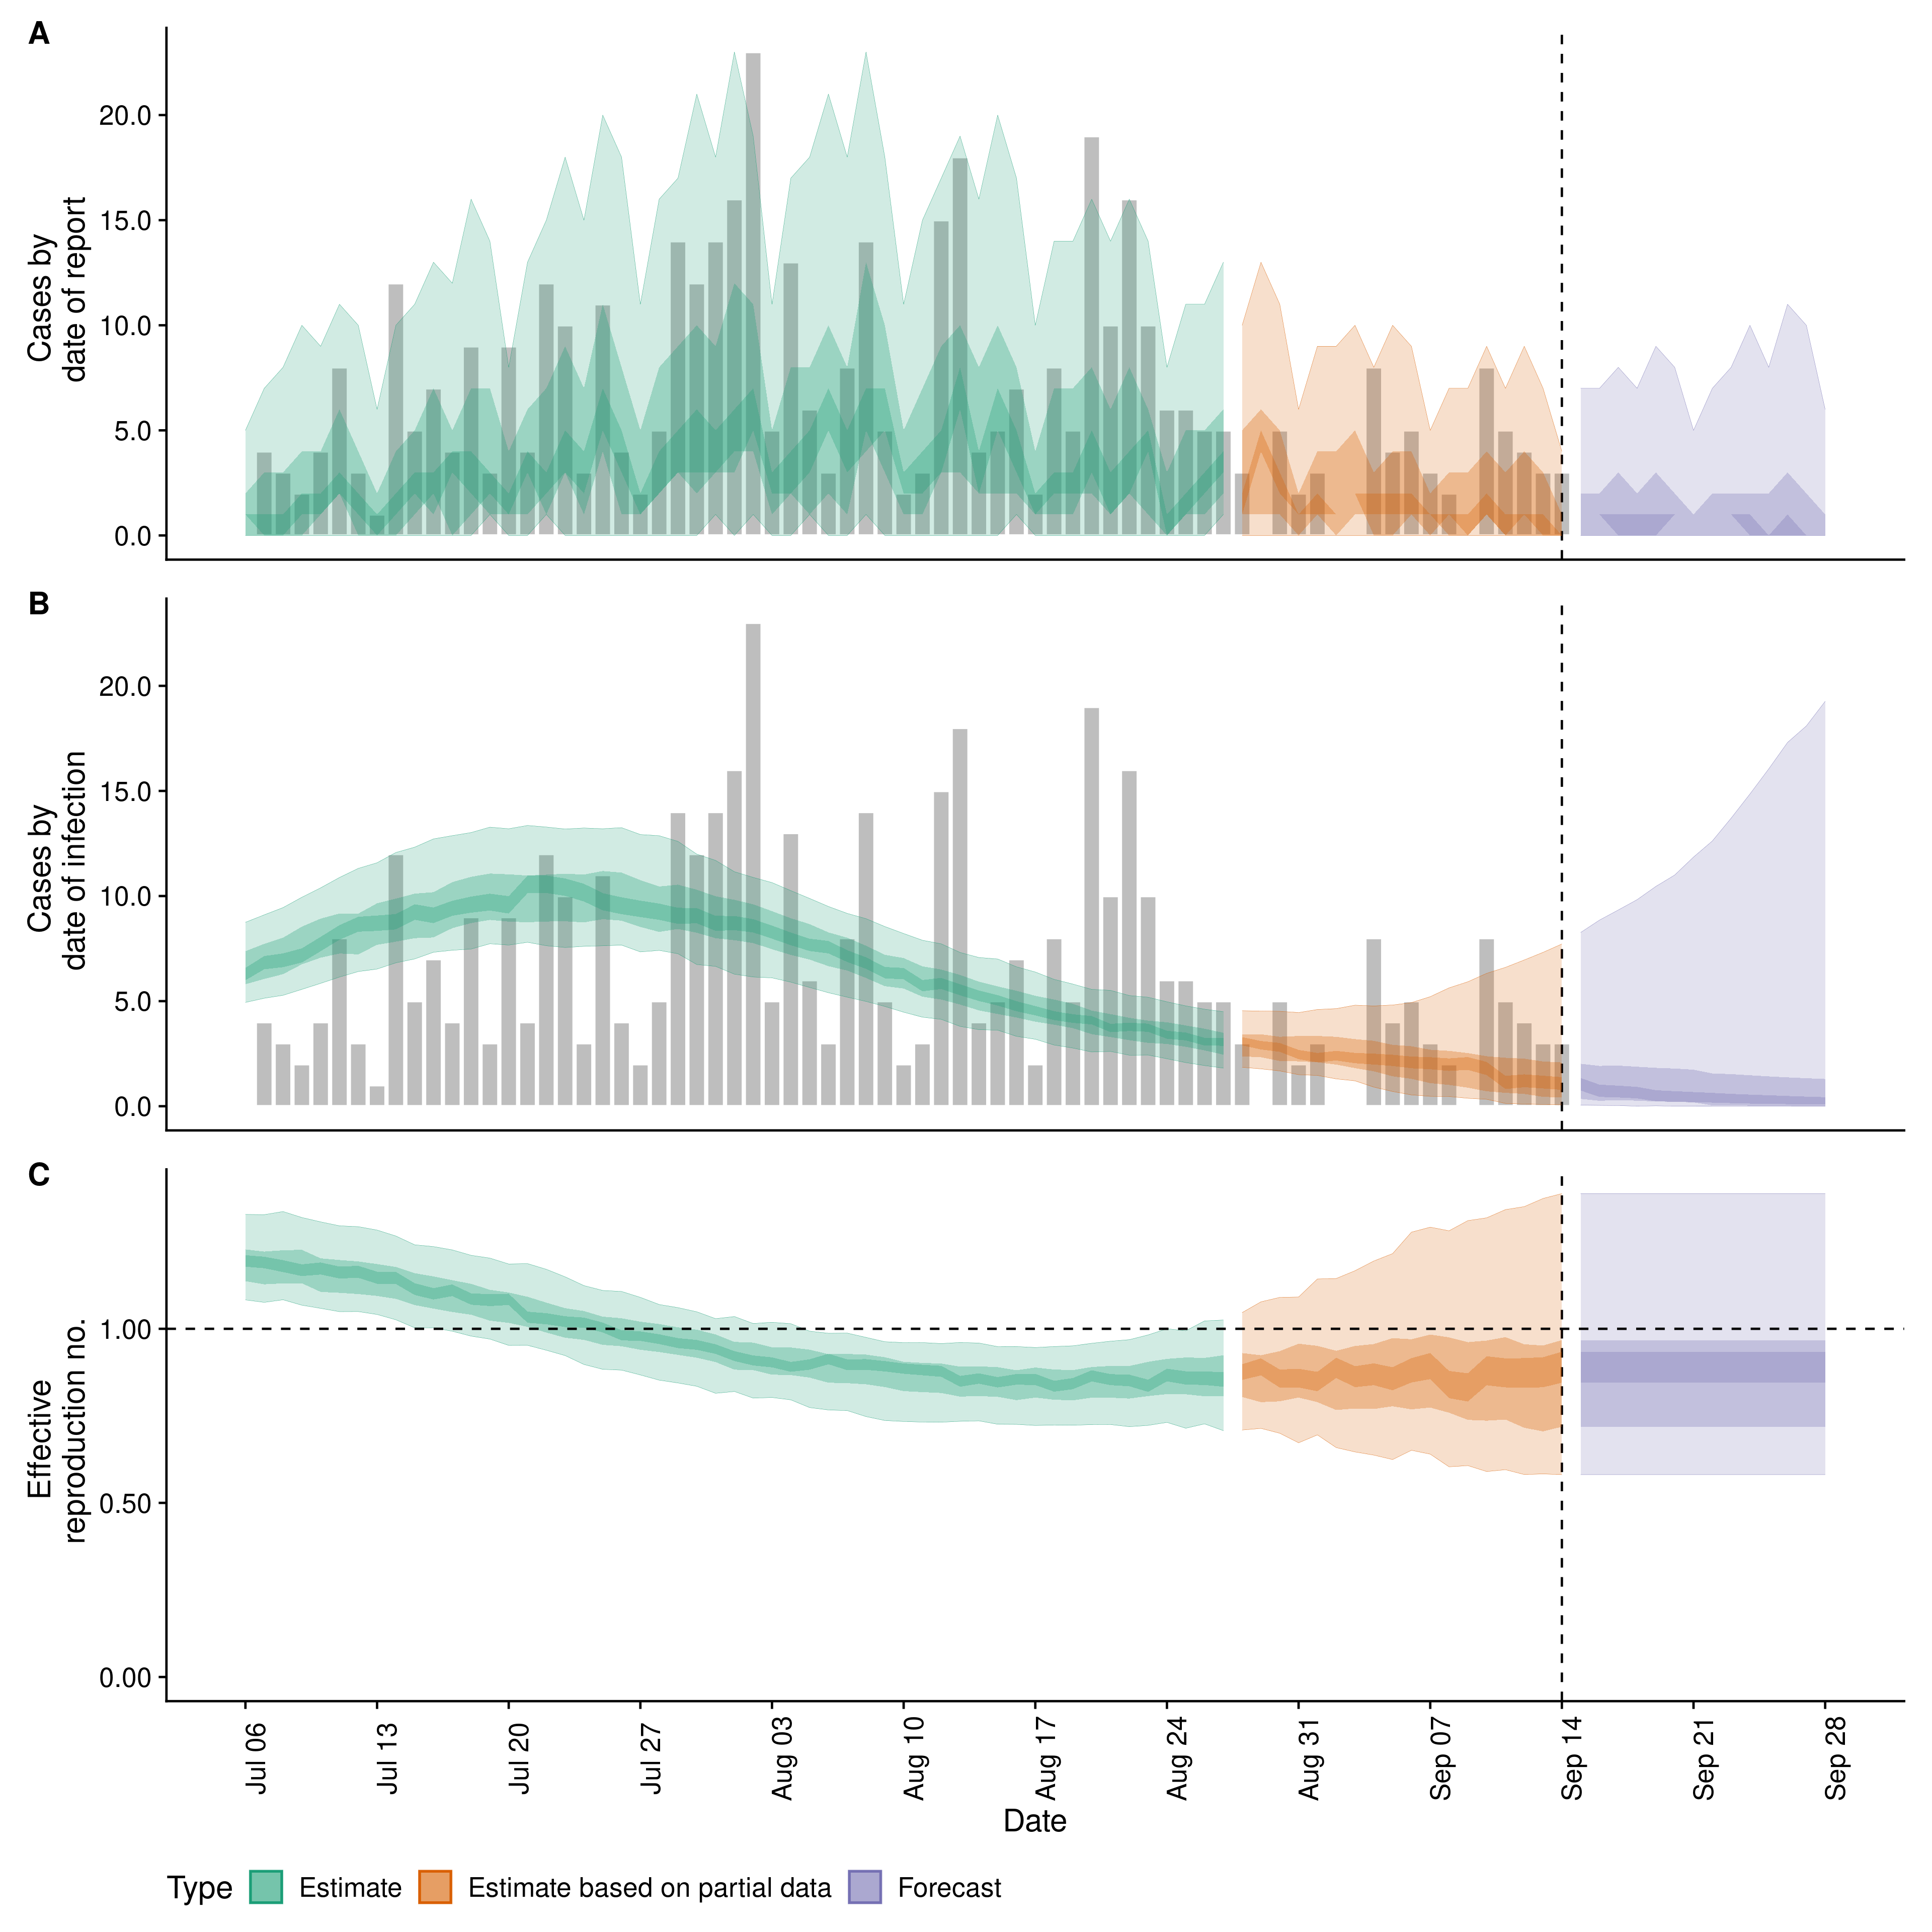 A
Cases by
date of report
20.0
15.0
10.0
5.0
0.0
B
Cases by
date of infection
20.0
15.0
10.0
5.0
0.0
C
Effective
reproduction no.
1.00
0.50
0.00
Jul 06
Jul 13
Jul 20
Jul 27
Aug 03
Aug 10
Aug 17
Aug 24
Aug 31
Sep 07
Sep 14
Sep 21
Sep 28
Date
Type Estimate Estimate based on partial data Forecast